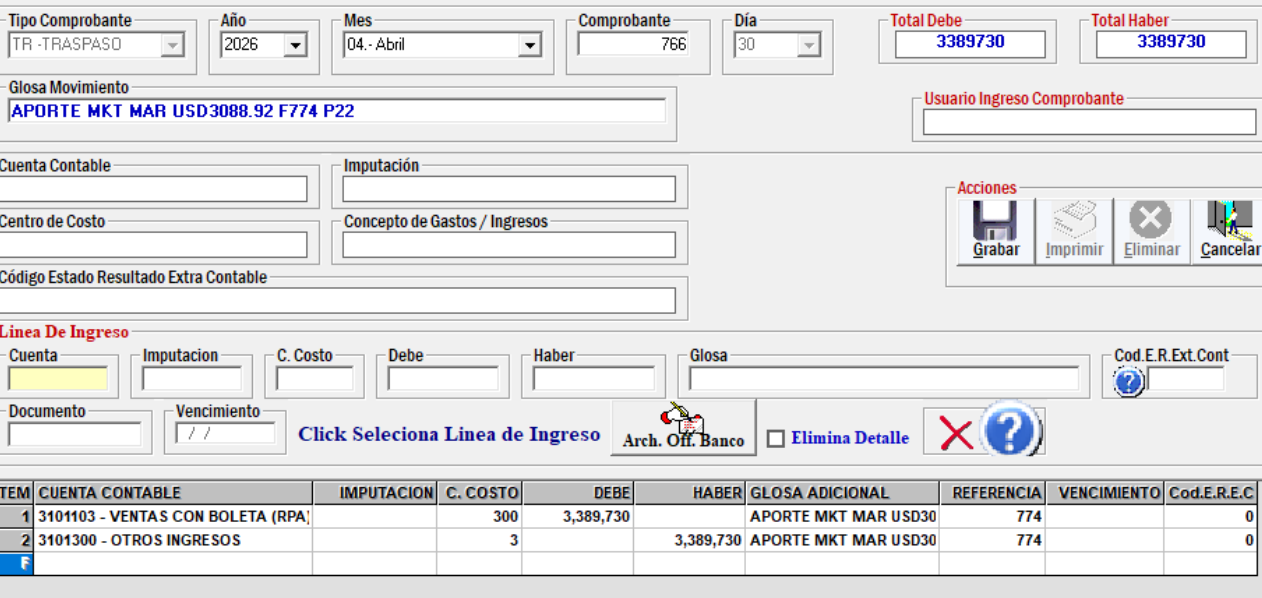 Tipo Comprobante Año Mes Comprobante Día Total Debe Total Haber
TR -TRASPASO 2026 04.- Abril 766 30 3389730 3389730
Glosa Movimiento
APORTE MKT MAR USD3088.92 F774 P22
Usuario Ingreso Comprobante
Cuenta Contable Imputación
Acciones
Centro de Costo Concepto de Gastos / Ingresos
Grabar Imprimir Eliminar Cancelar
Código Estado Resultado Extra Contable
Linea De Ingreso
Cuenta Imputacion C. Costo Debe Haber Glosa Cod.E.R.Ext.Cont
Documento Vencimiento
/ / Click Seleciona Linea de Ingreso Arch. Off. Banco Elimina Detalle
TEM CUENTA CONTABLE IMPUTACION C. COSTO DEBE HABER GLOSA ADICIONAL REFERENCIA VENCIMIENTO Cod.E.R.E.C
1 3101103 - VENTAS CON BOLETA (RPA) 300 3,389,730 APORTE MKT MAR USD30 774 0
2 3101300 - OTROS INGRESOS 3 3,389,730 APORTE MKT MAR USD30 774 0
F